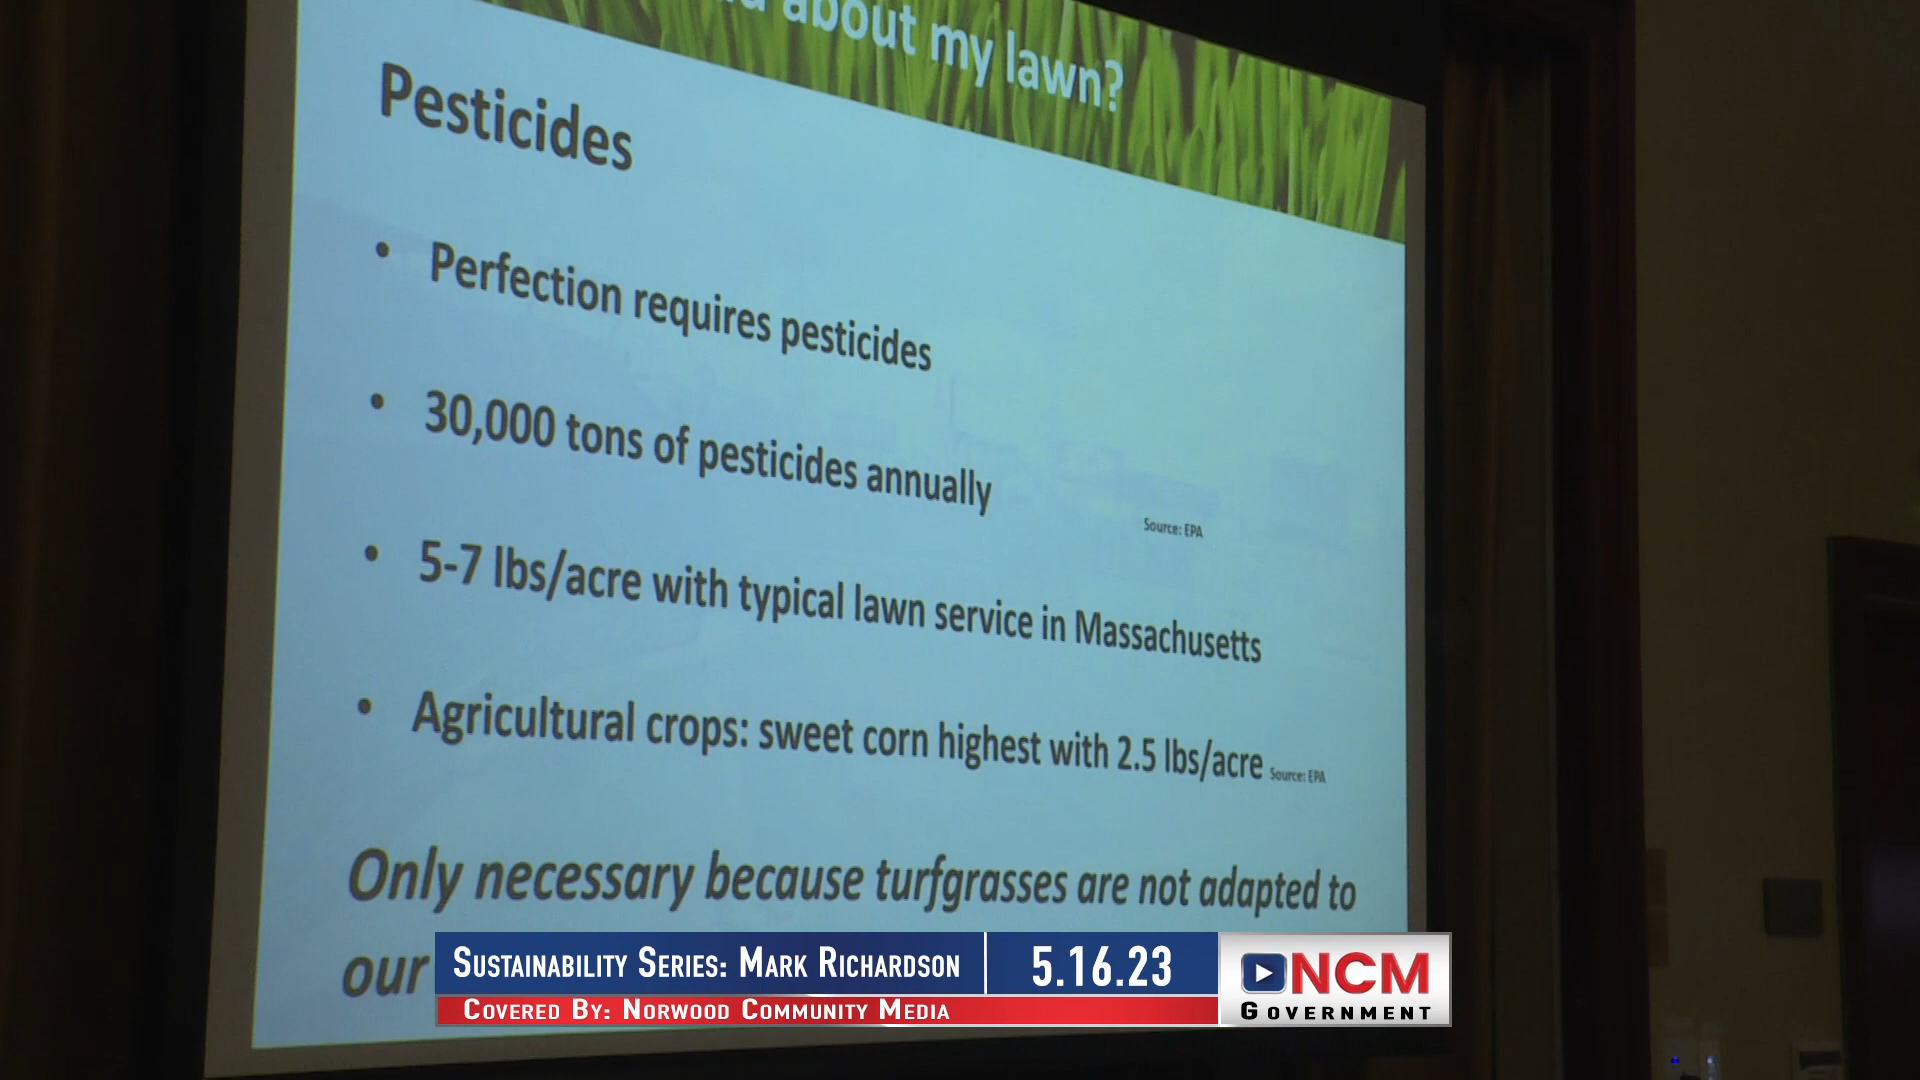 about my lawn?
Pesticides
• Perfection requires pesticides
• 30,000 tons of pesticides annually
Source: EPA
• 5-7 lbs/acre with typical lawn service in Massachusetts
• Agricultural crops: sweet corn highest with 2.5 lbs/acre Source: EPA
Only necessary because turfgrasses are not adapted to
our
Sustainability Series: Mark Richardson
5.16.23
Covered By: Norwood Community Media
NCM
Government